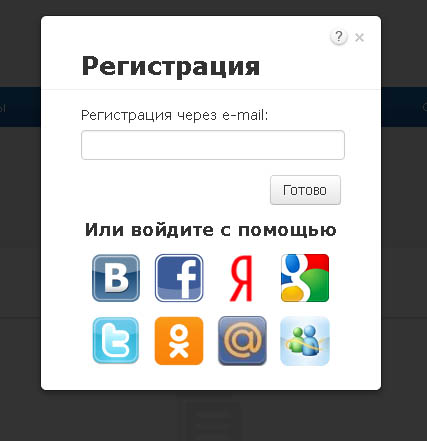 ? ×
Регистрация
Регистрация через e-mail:
Готово
Или войдите с помощью
В f Я g
t @